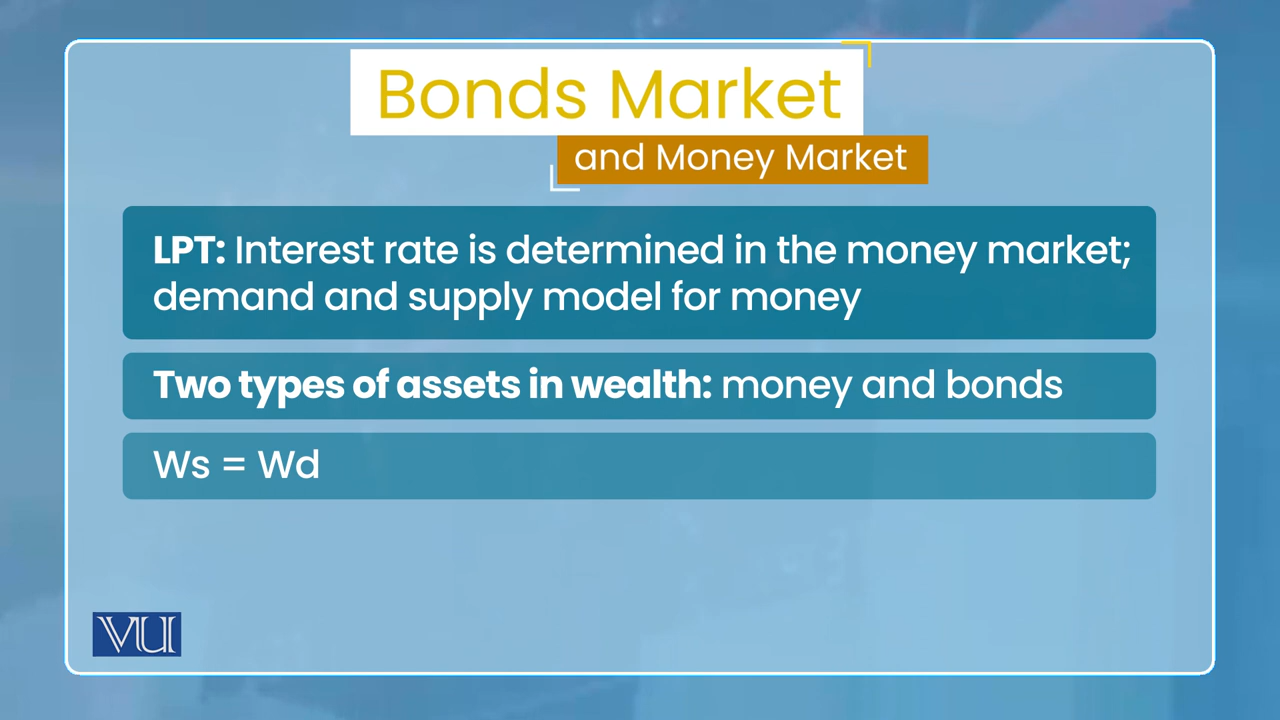 Bonds Market
and Money Market
LPT: Interest rate is determined in the money market;
demand and supply model for money
Two types of assets in wealth: money and bonds
Ws = Wd
VU